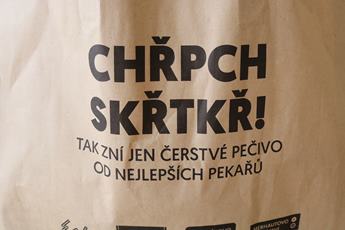 CHŘPCH
SKŘTKŘ!
TAK ZNÍ JEN ČERSTVÉ PEČIVO
OD NEJLEPŠÍCH PEKAŘŮ